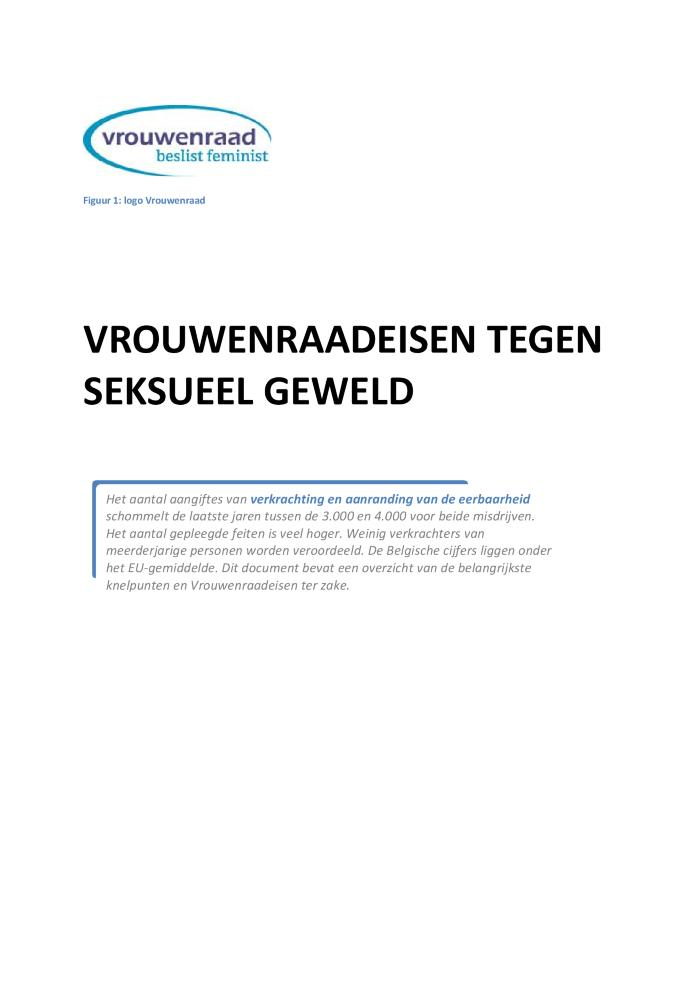 vrouwenraad
beslist feminist
Figuur 1: logo Vrouwenraad
VROUWENRAADEISEN TEGEN
SEKSUEEL GEWELD
Het aantal aangiftes van verkrachting en aanranding van de eerbaarheid
schommelt de laatste jaren tussen de 3.000 en 4.000 voor beide misdrijven.
Het aantal gepleegde feiten is veel hoger. Weinig verkrachters van
meerderjarige personen worden veroordeeld. De Belgische cijfers liggen onder
het EU-gemiddelde. Dit document bevat een overzicht van de belangrijkste
knelpunten en Vrouwenraadeisen ter zake.